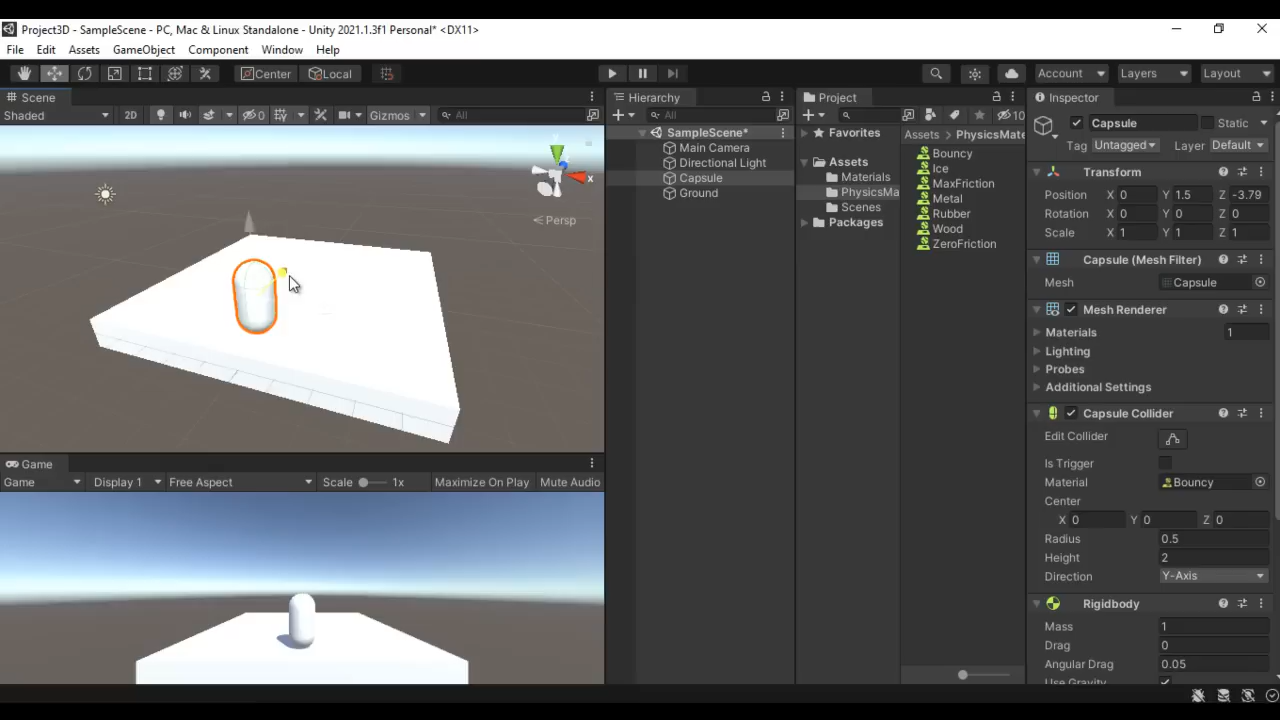 Project3D - SampleScene - PC, Mac & Linux Standalone - Unity 2021.1.3f1 Personal* <DX11>
File Edit Assets GameObject Component Window Help
Center Local Account Layers Layout
Scene
Shaded 2D 0 Gizmos All
x
Persp
Game
Game Display 1 Free Aspect Scale 1x Maximize On Play Mute Audio
Hierarchy
All
SampleScene*
Main Camera
Directional Light
Capsule
Ground
Project
10
Favorites
Assets
Materials
PhysicsMa
Scenes
Packages
Assets PhysicsMate
Bouncy
Ice
MaxFriction
Metal
Rubber
Wood
ZeroFriction
Inspector
Capsule Static
Tag Untagged Layer Default
Transform
Position X 0 Y 1.5 Z -3.79
Rotation X 0 Y 0 Z 0
Scale X 1 Y 1 Z 1
Capsule (Mesh Filter)
Mesh Capsule
Mesh Renderer
Materials 1
Lighting
Probes
Additional Settings
Capsule Collider
Edit Collider
Is Trigger
Material Bouncy
Center
X 0 Y 0 Z 0
Radius 0.5
Height 2
Direction Y-Axis
Rigidbody
Mass 1
Drag 0
Angular Drag 0.05
Use Gravity